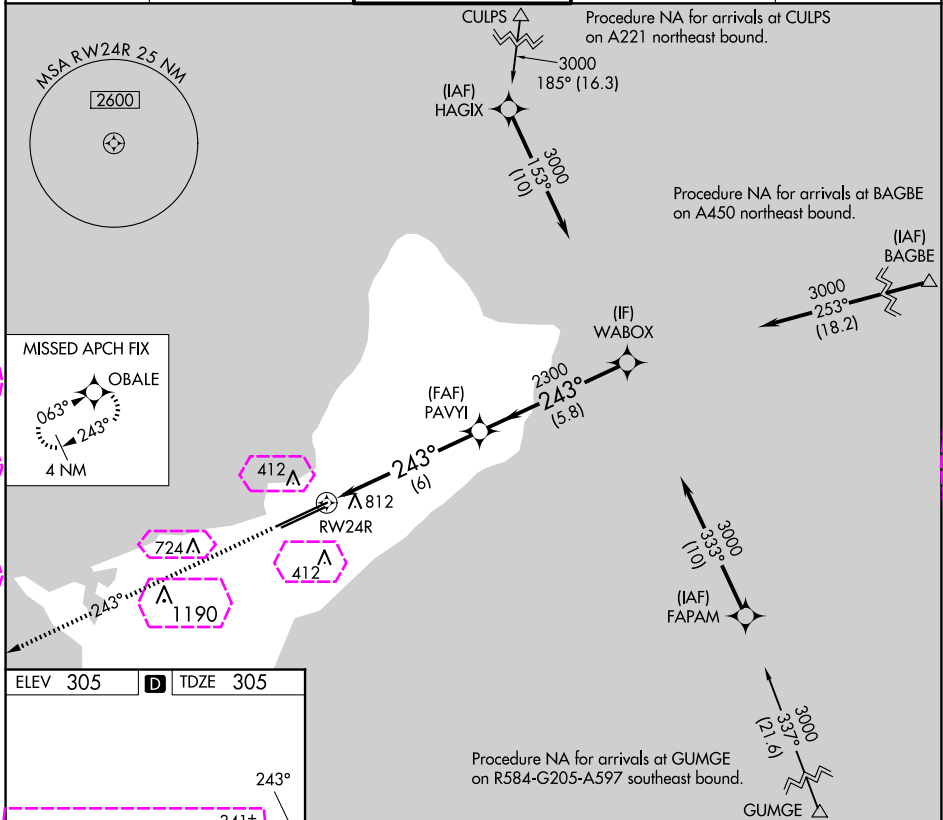 CULPS
Procedure NA for arrivals at CULPS
on A221 northeast bound.
MSA RW24R 25 NM
2600
3000
185° (16.3)
(IAF)
HAGIX
3000
153°
(10)
Procedure NA for arrivals at BAGBE
on A450 northeast bound.
(IAF)
BAGBE
3000
253°
(18.2)
(IF)
WABOX
MISSED APCH FIX
OBALE
063°
243°
4 NM
2300
243°
(5.8)
(FAF)
PAVYI
243°
(6)
412
812
RW24R
724
412
1190
243°
3000
333°
(10)
(IAF)
FAPAM
ELEV 305
D
TDZE 305
3000
337°
(21.6)
Procedure NA for arrivals at GUMGE
on R584-G205-A597 southeast bound.
GUMGE
243°